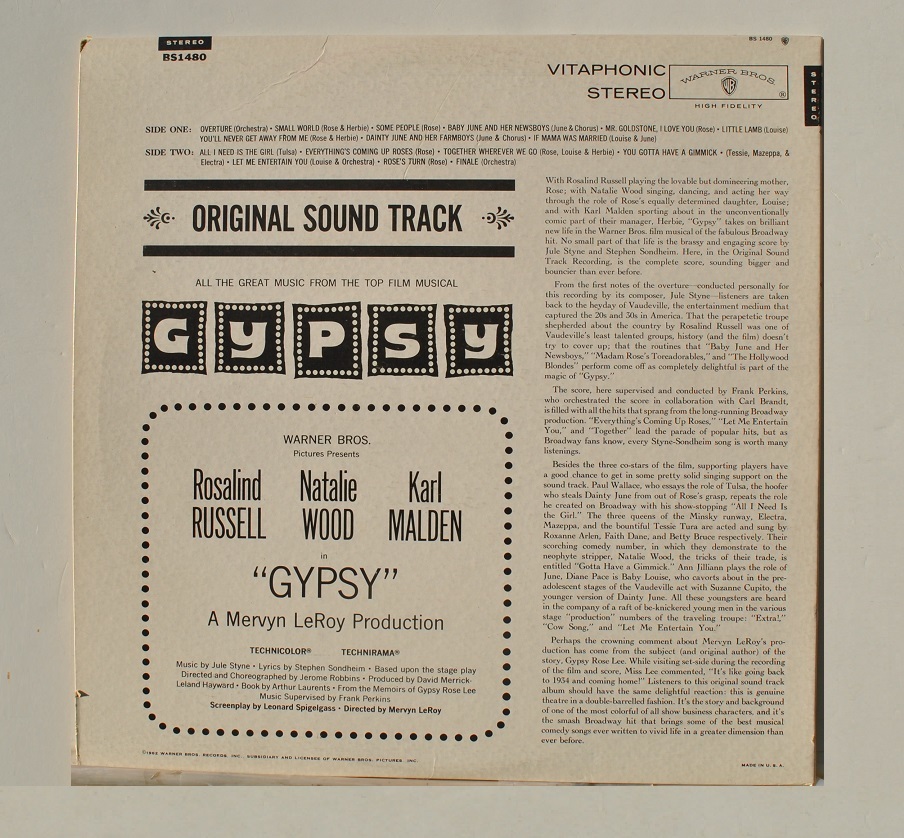 STEREO
BS1480
BS 1480
VITAPHONIC
STEREO
WARNER BROS.
WB
®
HIGH FIDELITY
STEREO
SIDE ONE: OVERTURE (Orchestra) • SMALL WORLD (Rose & Herbie) • SOME PEOPLE (Rose) • BABY JUNE AND HER NEWSBOYS (June & Chorus) • MR. GOLDSTONE, I LOVE YOU (Rose) • LITTLE LAMB (Louise)
YOU'LL NEVER GET AWAY FROM ME (Rose & Herbie) • DAINTY JUNE AND HER FARMBOYS (June & Chorus) • IF MAMA WAS MARRIED (Louise & June)
SIDE TWO: ALL I NEED IS THE GIRL (Tulsa) • EVERYTHING'S COMING UP ROSES (Rose) • TOGETHER WHEREVER WE GO (Rose, Louise & Herbie) • YOU GOTTA HAVE A GIMMICK • (Tessie, Mazeppa, &
Electra) • LET ME ENTERTAIN YOU (Louise & Orchestra) • ROSE'S TURN (Rose) • FINALE (Orchestra)
ORIGINAL SOUND TRACK
ALL THE GREAT MUSIC FROM THE TOP FILM MUSICAL
GYPSY
WARNER BROS.
Pictures Presents
Rosalind Natalie Karl
RUSSELL WOOD MALDEN
in
"GYPSY"
A Mervyn LeRoy Production
TECHNICOLOR® TECHNIRAMA®
Music by Jule Styne • Lyrics by Stephen Sondheim • Based upon the stage play
Directed and Choreographed by Jerome Robbins • Produced by David Merrick-
Leland Hayward • Book by Arthur Laurents • From the Memoirs of Gypsy Rose Lee
Music Supervised by Frank Perkins
Screenplay by Leonard Spigelgass • Directed by Mervyn LeRoy
©1962 WARNER BROS. RECORDS, INC., SUBSIDIARY AND LICENSEE OF WARNER BROS. PICTURES, INC.
With Rosalind Russell playing the lovable but domineering mother,
Rose; with Natalie Wood singing, dancing, and acting her way
through the role of Rose's equally determined daughter, Louise;
and with Karl Malden sporting about in the unconventionally
comic part of their manager, Herbie, "Gypsy" takes on brilliant
new life in the Warner Bros. film musical of the fabulous Broadway
hit. No small part of that life is the brassy and engaging score by
Jule Styne and Stephen Sondheim. Here, in the Original Sound
Track Recording, is the complete score, sounding bigger and
bouncier than ever before.
From the first notes of the overture—conducted personally for
this recording by its composer, Jule Styne—listeners are taken
back to the heyday of Vaudeville, the entertainment medium that
captured the 20s and 30s in America. That the perapetetic troupe
shepherded about the country by Rosalind Russell was one of
Vaudeville's least talented groups, history (and the film) doesn't
try to cover up; that the routines that "Baby June and Her
Newsboys," "Madam Rose's Toreadorables," and "The Hollywood
Blondes" perform come off as completely delightful is part of the
magic of "Gypsy."
The score, here supervised and conducted by Frank Perkins,
who orchestrated the score in collaboration with Carl Brandt,
is filled with all the hits that sprang from the long-running Broadway
production. "Everything's Coming Up Roses," "Let Me Entertain
You," and "Together" lead the parade of popular hits, but as
Broadway fans know, every Styne-Sondheim song is worth many
listenings.
Besides the three co-stars of the film, supporting players have
a good chance to get in some pretty solid singing support on the
sound track. Paul Wallace, who essays the role of Tulsa, the hoofer
who steals Dainty June from out of Rose's grasp, repeats the role
he created on Broadway with his show-stopping "All I Need Is
the Girl." The three queens of the Minsky runway, Electra,
Mazeppa, and the bountiful Tessie Tura are acted and sung by
Roxanne Arlen, Faith Dane, and Betty Bruce respectively. Their
scorching comedy number, in which they demonstrate to the
neophyte stripper, Natalie Wood, the tricks of their trade, is
entitled "Gotta Have a Gimmick." Ann Jilliann plays the role of
June, Diane Pace is Baby Louise, who cavorts about in the pre-
adolescent stages of the Vaudeville act with Suzanne Cupito, the
younger version of Dainty June. All these youngsters are heard
in the company of a raft of be-knickered young men in the various
stage "production" numbers of the traveling troupe: "Extra!,"
"Cow Song," and "Let Me Entertain You."
Perhaps the crowning comment about Mervyn LeRoy's pro-
duction has come from the subject (and original author) of the
story, Gypsy Rose Lee. While visiting set-side during the recording
of the film and score, Miss Lee commented, "It's like going back
to 1934 and coming home!" Listeners to this original sound track
album should have the same delightful reaction: this is genuine
theatre in a double-barrelled fashion. It's the story and background
of one of the most colorful of all show business characters, and it's
the smash Broadway hit that brings some of the best musical
comedy songs ever written to vivid life in a greater dimension than
ever before.
MADE IN U.S.A.